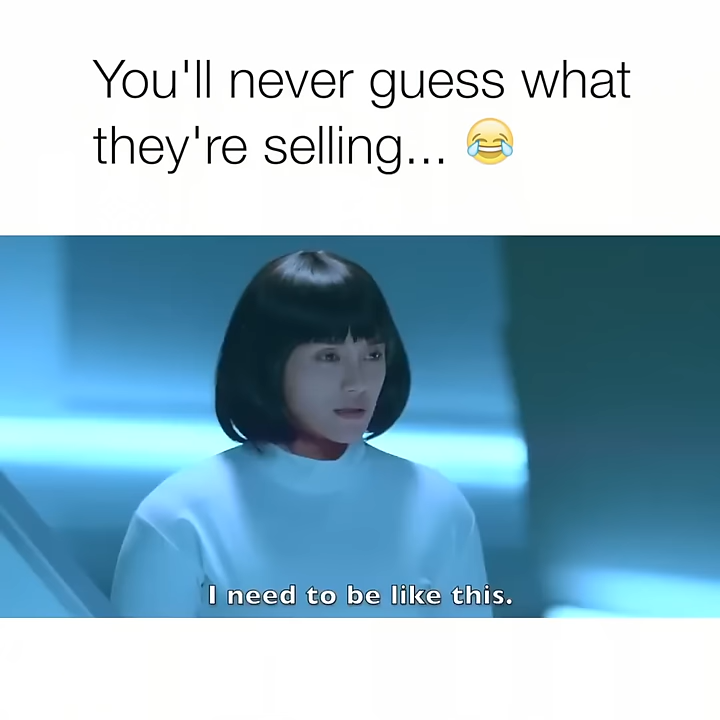 You'll never guess what
they're selling... 😂
I need to be like this.